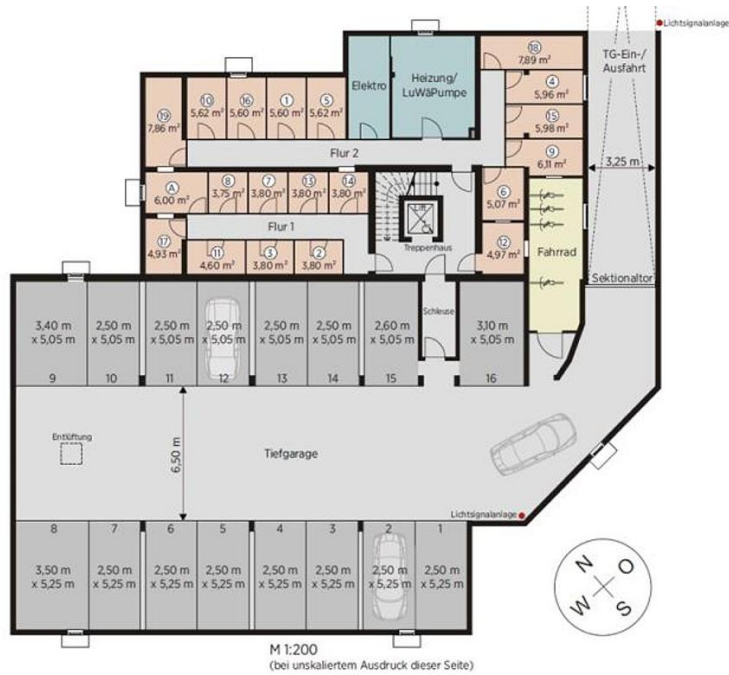 Lichtsignalanlage
TG-Ein-/
Ausfahrt
18
7,89 m²
Elektro
Heizung/
LuWäPumpe
4
5,96 m²
19
7,86 m²
10
5,62 m²
16
5,60 m²
1
5,60 m²
5
5,62 m²
15
5,98 m²
Flur 2
9
6,11 m²
3,25 m
A
6,00 m²
8
3,75 m²
7
3,80 m²
13
3,80 m²
14
3,80 m²
6
5,07 m²
Lift
17
4,93 m²
Flur 1
Treppenhaus
12
4,97 m²
Fahrrad
11
4,60 m²
3
3,80 m²
2
3,80 m²
Sektionaltor
Schleuse
3,40 m
x 5,05 m
9
2,50 m
x 5,05 m
10
2,50 m
x 5,05 m
11
2,50 m
x 5,05 m
12
2,50 m
x 5,05 m
13
2,50 m
x 5,05 m
14
2,60 m
x 5,05 m
15
3,10 m
x 5,05 m
16
Entlüftung
6,50 m
Tiefgarage
Lichtsignalanlage
8
3,50 m
x 5,25 m
7
2,50 m
x 5,25 m
6
2,50 m
x 5,25 m
5
2,50 m
x 5,25 m
4
2,50 m
x 5,25 m
3
2,50 m
x 5,25 m
2
2,50 m
x 5,25 m
1
2,50 m
x 5,25 m
N
O
W
S
M 1:200
(bei unskaliertem Ausdruck dieser Seite)